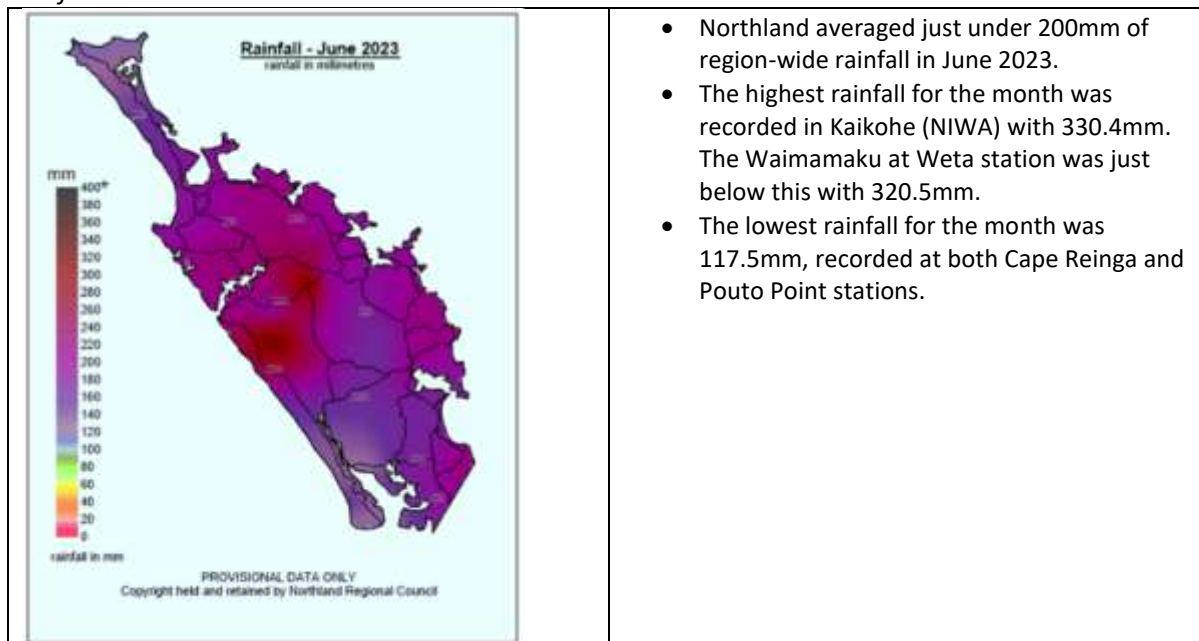 Rainfall - June 2023
rainfall in millimetres
mm
400+
380
360
340
320
300
280
260
240
220
200
180
160
140
120
100
80
60
40
20
0
rainfall in mm
PROVISIONAL DATA ONLY
Copyright held and retained by Northland Regional Council
• Northland averaged just under 200mm of
region-wide rainfall in June 2023.
• The highest rainfall for the month was
recorded in Kaikohe (NIWA) with 330.4mm.
The Waimamaku at Weta station was just
below this with 320.5mm.
• The lowest rainfall for the month was
117.5mm, recorded at both Cape Reinga and
Pouto Point stations.